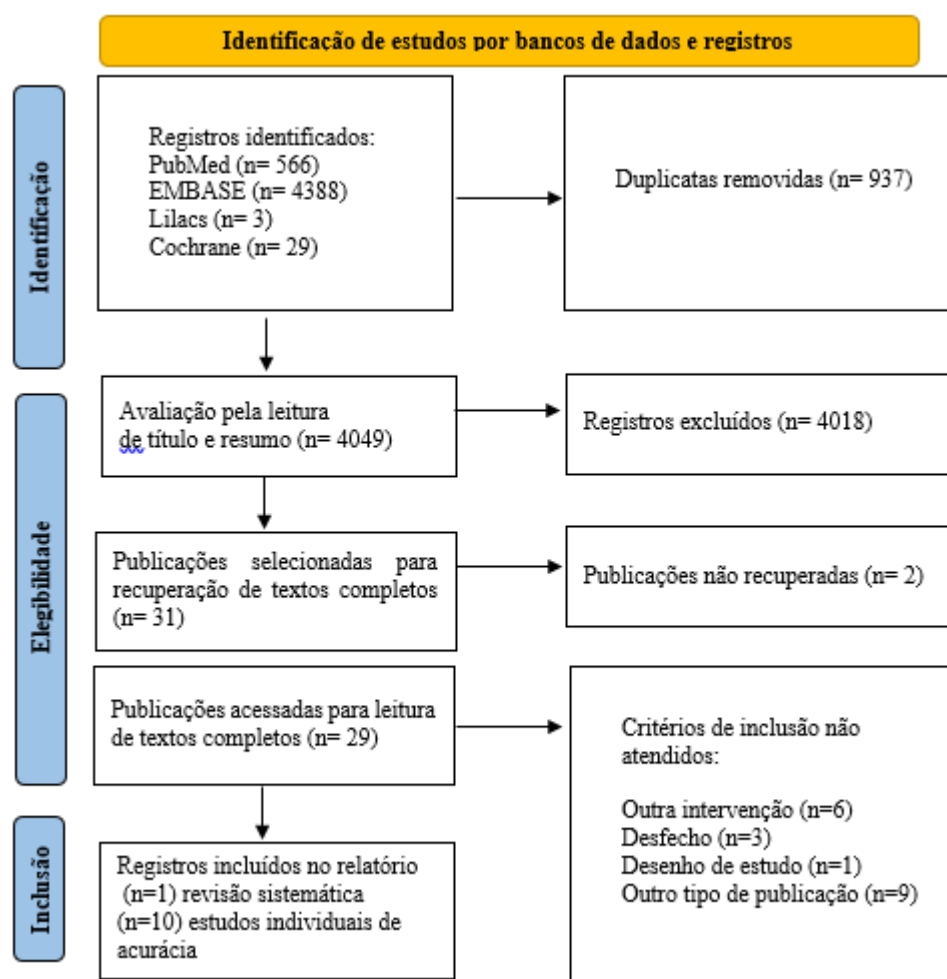 Identificação de estudos por bancos de dados e registros
Identificação
Registros identificados:
PubMed (n= 566)
EMBASE (n= 4388)
Lilacs (n= 3)
Cochrane (n= 29)
Duplicatas removidas (n= 937)
Elegibilidade
Avaliação pela leitura
de título e resumo (n= 4049)
Registros excluídos (n= 4018)
Publicações selecionadas para
recuperação de textos completos
(n= 31)
Publicações não recuperadas (n= 2)
Publicações acessadas para leitura
de textos completos (n= 29)
Critérios de inclusão não
atendidos:
Outra intervenção (n=6)
Desfecho (n=3)
Desenho de estudo (n=1)
Outro tipo de publicação (n=9)
Inclusão
Registros incluídos no relatório
(n=1) revisão sistemática
(n=10) estudos individuais de
acurácia